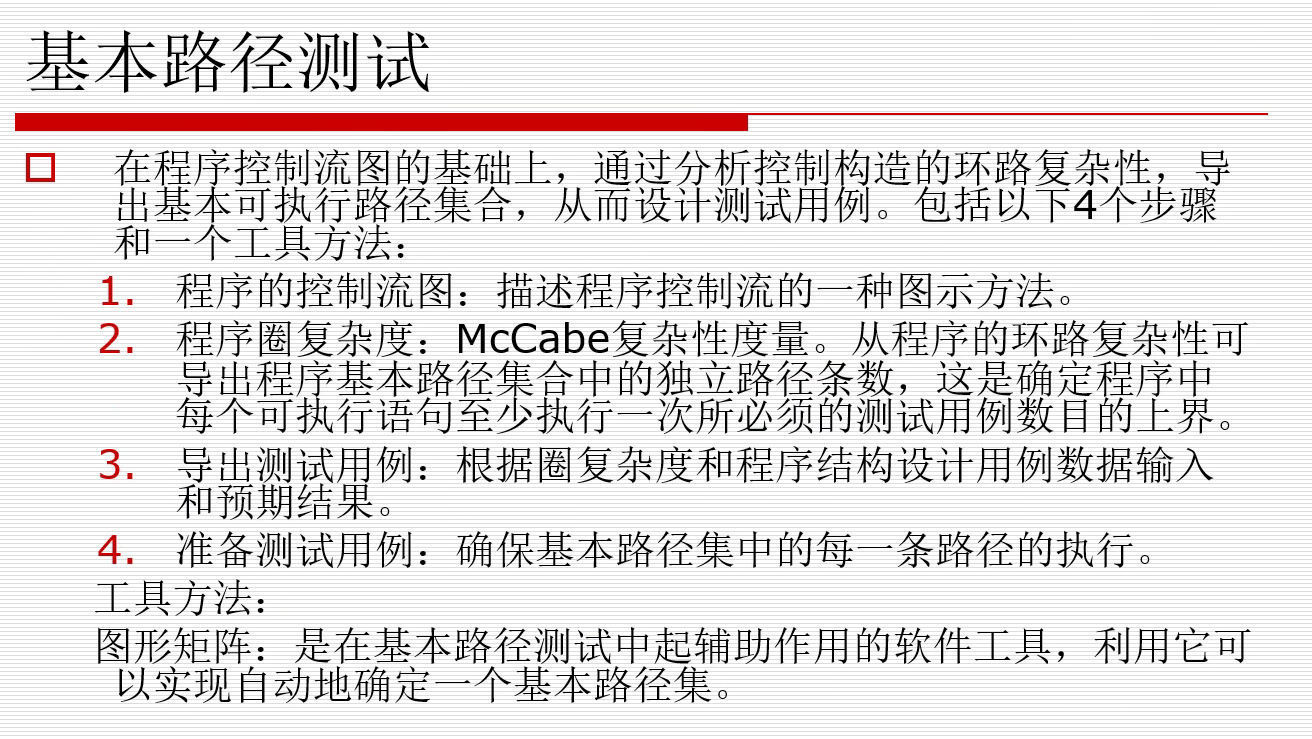 基本路径测试
在程序控制流图的基础上，通过分析控制构造的环路复杂性，导
出基本可执行路径集合，从而设计测试用例。包括以下4个步骤
和一个工具方法：
1. 程序的控制流图：描述程序控制流的一种图示方法。
2. 程序圈复杂度：McCabe复杂性度量。从程序的环路复杂性可
导出程序基本路径集合中的独立路径条数，这是确定程序中
每个可执行语句至少执行一次所必须的测试用例数目的上界。
3. 导出测试用例：根据圈复杂度和程序结构设计用例数据输入
和预期结果。
4. 准备测试用例：确保基本路径集中的每一条路径的执行。
工具方法：
图形矩阵：是在基本路径测试中起辅助作用的软件工具，利用它可
以实现自动地确定一个基本路径集。